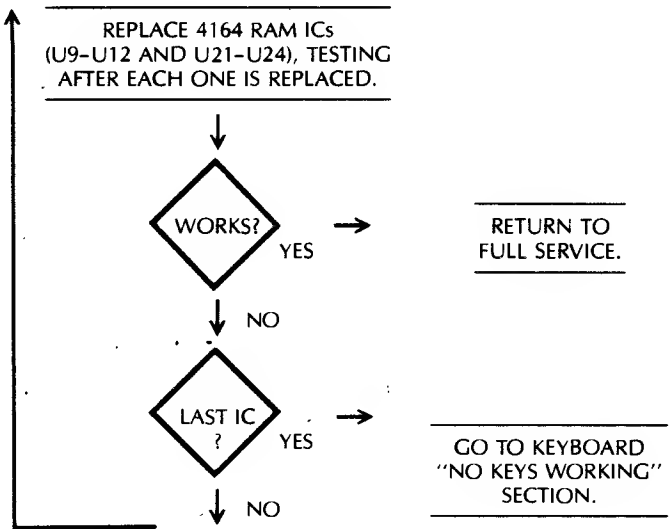 REPLACE 4164 RAM ICs
(U9–U12 AND U21–U24), TESTING
AFTER EACH ONE IS REPLACED.
WORKS?
YES
RETURN TO
FULL SERVICE.
NO
LAST IC
?
YES
GO TO KEYBOARD
"NO KEYS WORKING"
SECTION.
NO